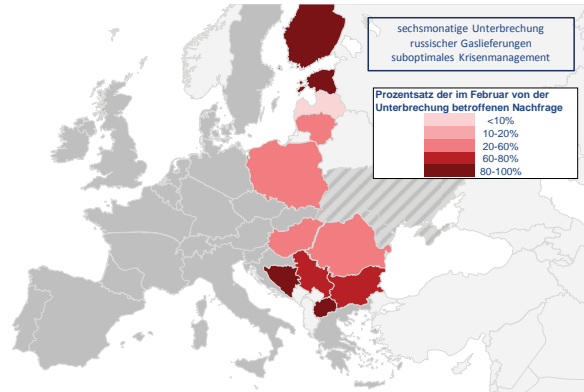 sechsmonatige Unterbrechung
russischer Gaslieferungen
suboptimales Krisenmanagement
Prozentsatz der im Februar von der
Unterbrechung betroffenen Nachfrage
<10%
10-20%
20-60%
60-80%
80-100%